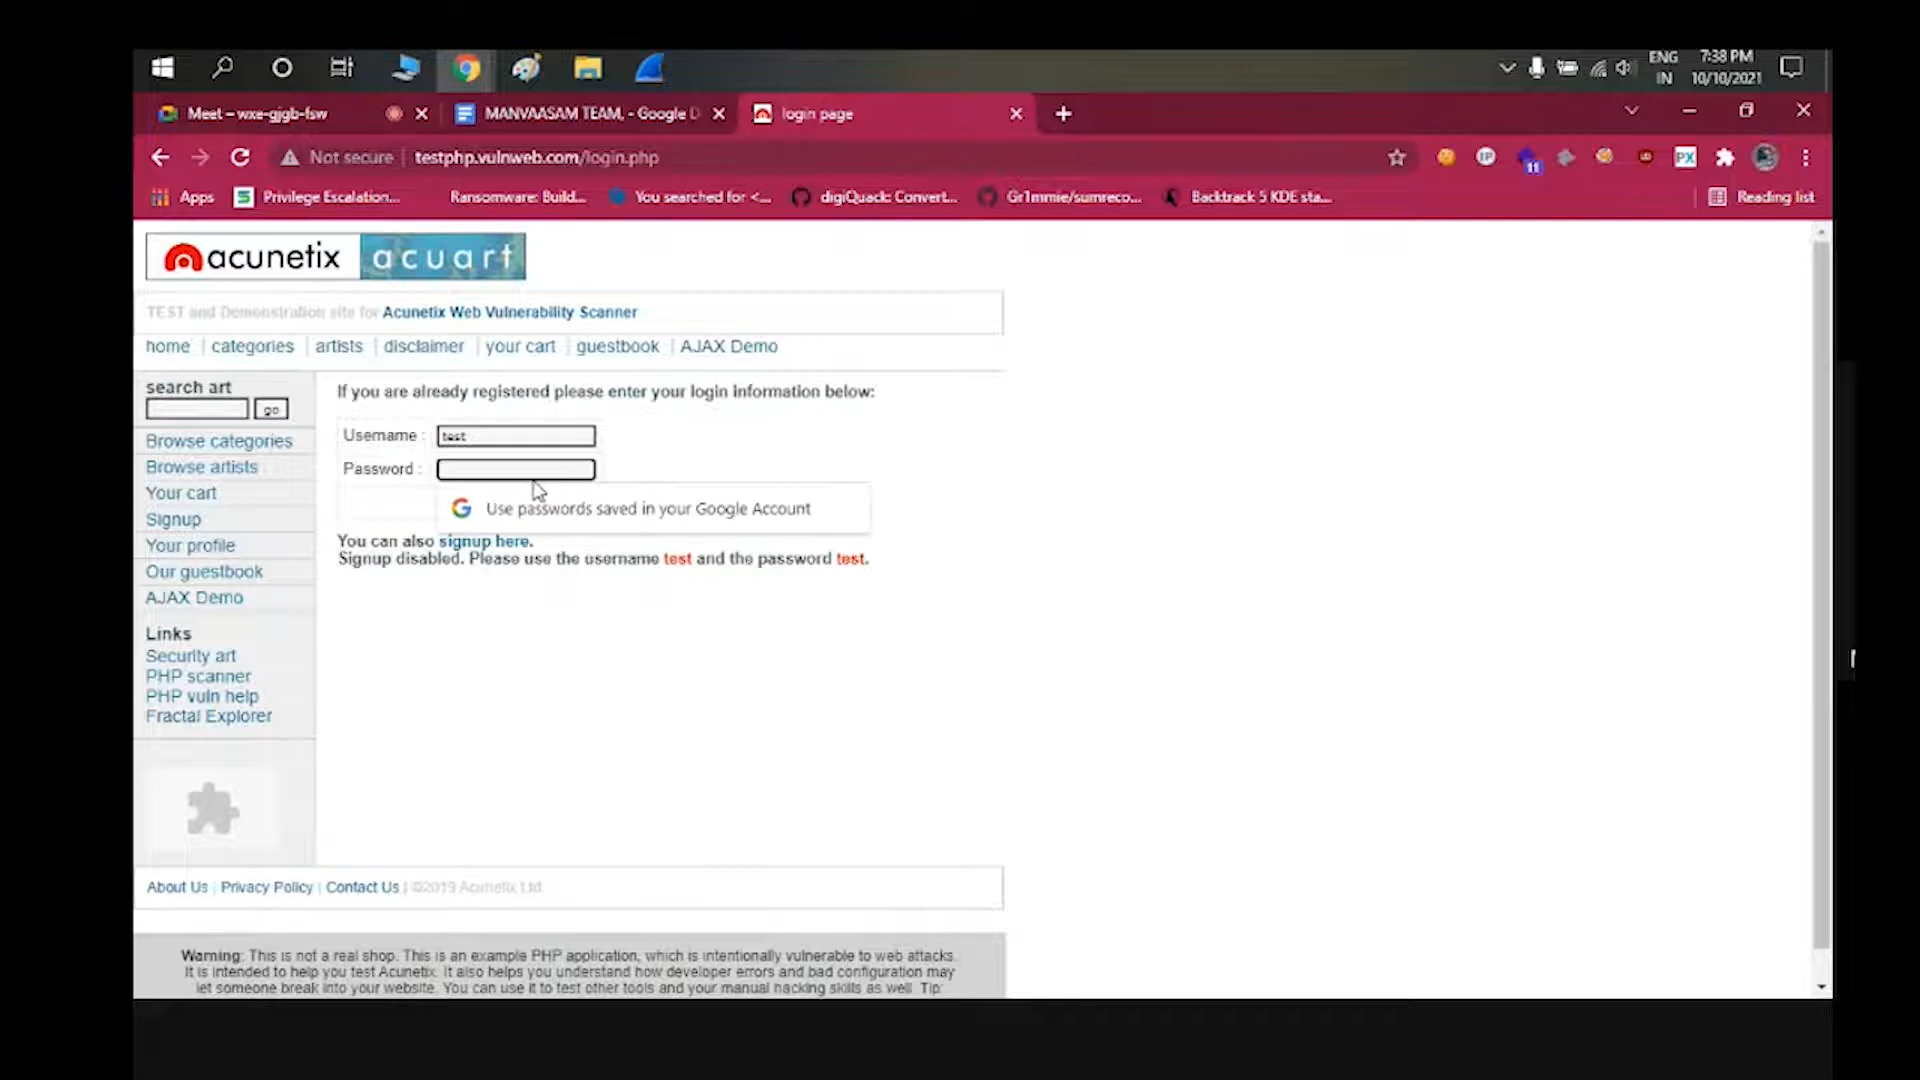 ENG
7:38 PM
IN
10/10/2021
Meet – wxe-gjgb-fsw
MANVAASAM TEAM, - Google D
login page
Not secure
testphp.vulnweb.com/login.php
IP
11
PX
Apps
Privilege Escalation...
Ransomware: Build...
You searched for <...
digiQuack: Convert...
Gr1mmie/sumreco...
Backtrack 5 KDE sta...
Reading list
acunetix acuart
TEST and Demonstration site for Acunetix Web Vulnerability Scanner
home | categories | artists | disclaimer | your cart | guestbook | AJAX Demo
search art
go
Browse categories
Browse artists
Your cart
Signup
Your profile
Our guestbook
AJAX Demo
Links
Security art
PHP scanner
PHP vuln help
Fractal Explorer
If you are already registered please enter your login information below:
Username : test
Password :
Use passwords saved in your Google Account
You can also signup here.
Signup disabled. Please use the username test and the password test.
About Us | Privacy Policy | Contact Us | ©2019 Acunetix Ltd
Warning: This is not a real shop. This is an example PHP application, which is intentionally vulnerable to web attacks.
It is intended to help you test Acunetix. It also helps you understand how developer errors and bad configuration may
let someone break into your website. You can use it to test other tools and your manual hacking skills as well. Tip: